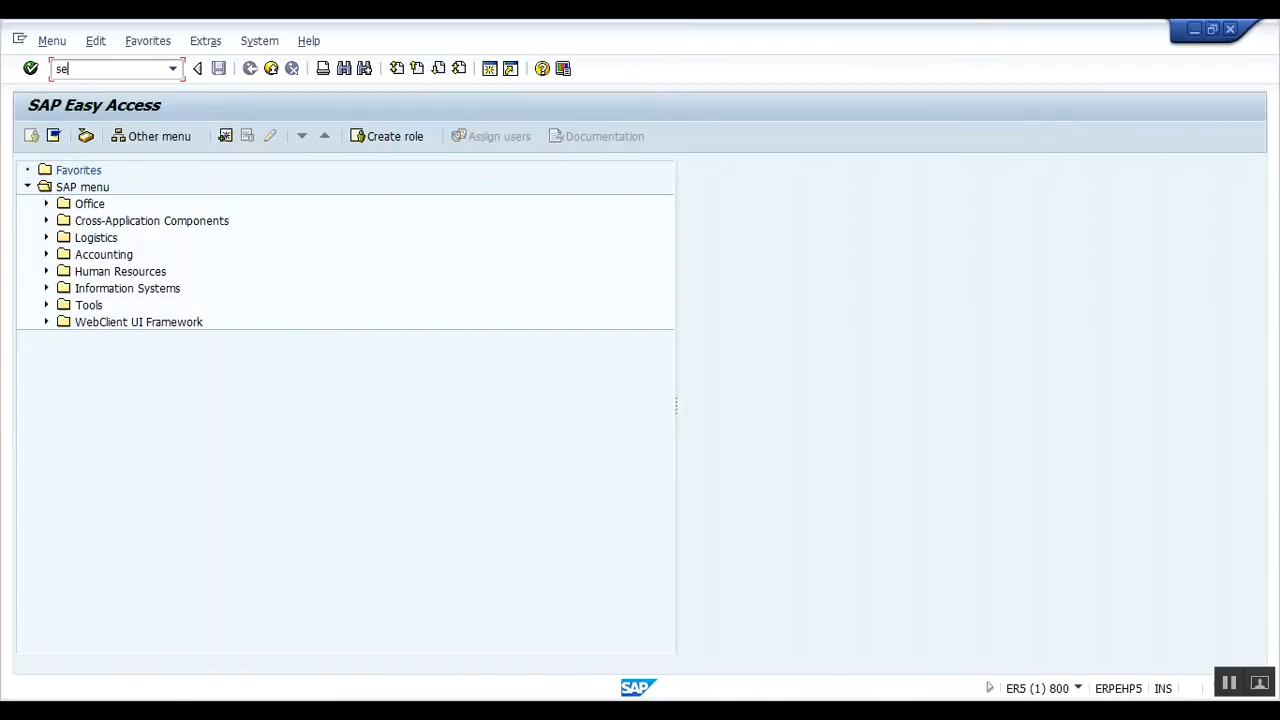 Menu Edit Favorites Extras System Help
se
SAP Easy Access
Other menu Create role Assign users Documentation
Favorites
SAP menu
Office
Cross-Application Components
Logistics
Accounting
Human Resources
Information Systems
Tools
WebClient UI Framework
SAP ER5 (1) 800 ERPEHP5 INS